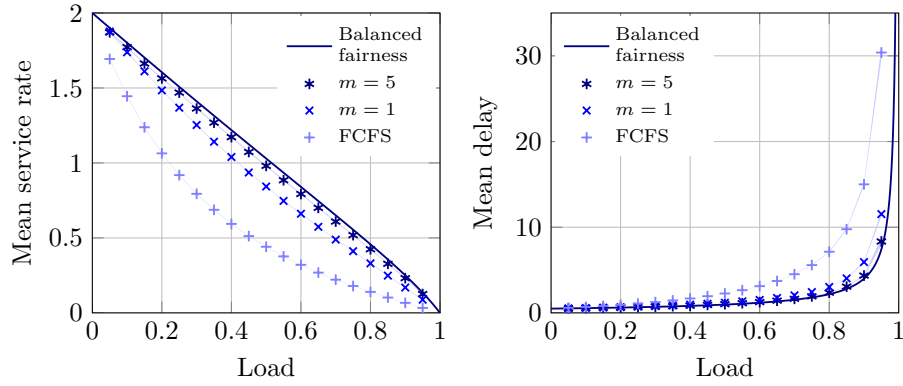 2
1.5
1
0.5
0
0
0.2
0.4
0.6
0.8
1
Load
Mean service rate
Balanced
fairness
m = 5
m = 1
FCFS
30
20
10
0
0
0.2
0.4
0.6
0.8
1
Load
Mean delay
Balanced
fairness
m = 5
m = 1
FCFS